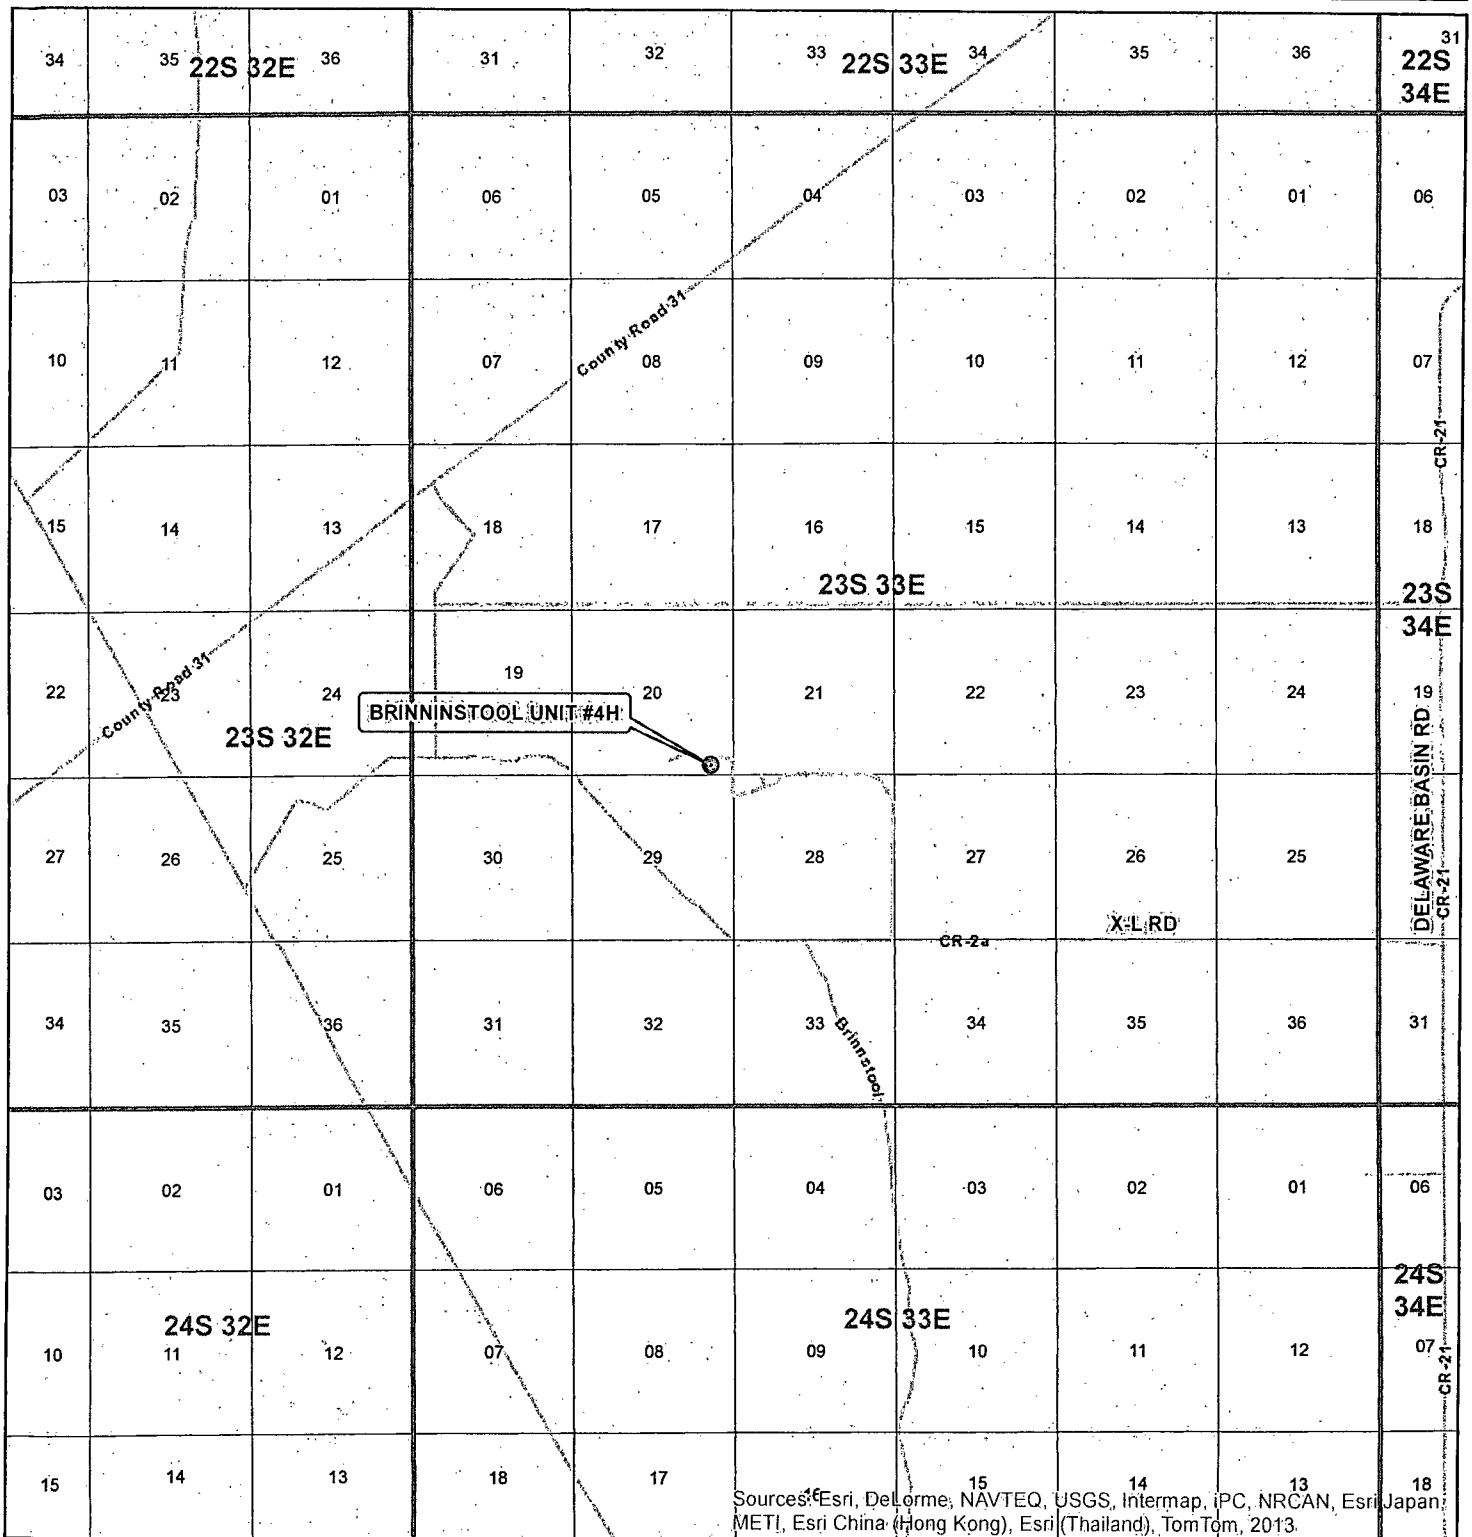 31
34 35 22S 32E 36 31 32 33 22S 33E 34 35 36 22S
34E
03 02 01 06 05 04 03 02 01 06
County Road 31
10 11 12 07 08 09 10 11 12 07
CR-21
15 14 13 18 17 16 15 14 13 18
23S 33E 23S
34E
19
22 23 24 20 21 22 23 24 19
County Road 31
BRINNINSTOOL UNIT #4H
23S 32E
DELAWARE BASIN RD
27 26 25 30 29 28 27 26 25
CR-21
X-L RD
CR-2a
34 35 36 31 32 33 34 35 36 31
Brinnstool
03 02 01 06 05 04 03 02 01 06
24S
34E
24S 32E 24S 33E
10 11 12 07 08 09 10 11 12 07
CR-21
15 14 13 18 17 16 15 14 13 18
Sources: Esri, DeLorme, NAVTEQ, USGS, Intermap, iPC, NRCAN, Esri Japan,
METI, Esri China (Hong Kong), Esri (Thailand), TomTom, 2013